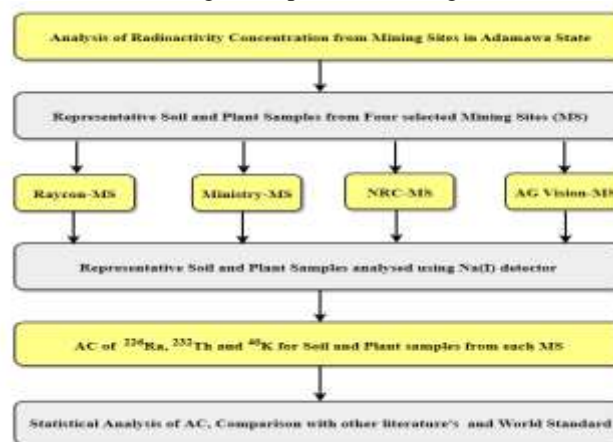 Analysis of Radioactivity Concentration from Mining Sites in Adamawa State
Representative Soil and Plant Samples from Four selected Mining Sites (MS)
Raycon-MS Ministry-MS NRC-MS AG Vision-MS
Representative Soil and Plant Samples analysed using Na(I) detector
AC of ²²⁶Ra, ²³²Th and ⁴⁰K for Soil and Plant samples from each MS
Statistical Analysis of AC, Comparison with other literature's and World Standard